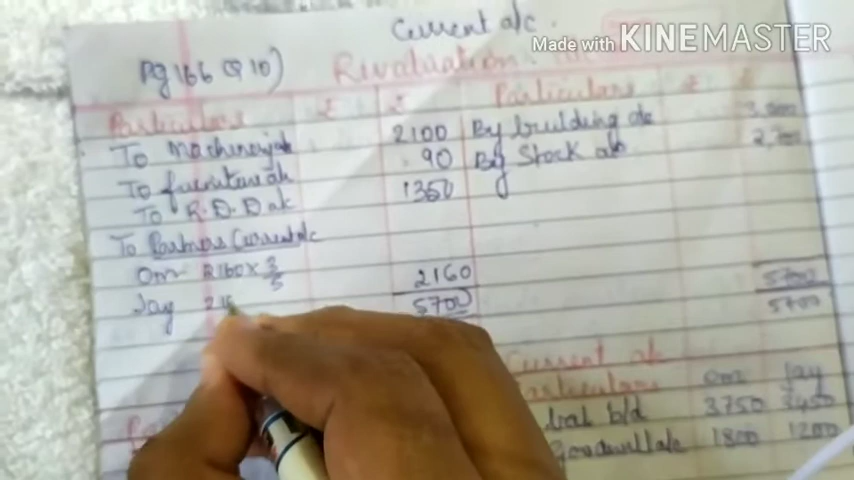 Current a/c.
Made with KINEMASTER
Pg 166 Q 10)
Rivaluation
Particulars ₹ ₹ Particulars ₹ ₹
To Machinery a/c 2100 By building a/c 3,000
To furniture a/c 90 By Stock a/c 2,700
To R.D.D a/c 1350
To Partners Current a/c
Om 2160 × 3/5 2160 5700
Jay 5700 5700
Current a/c
Particulars Om Jay
bal b/d 3750 3450
Goodwill a/c 1800 1200